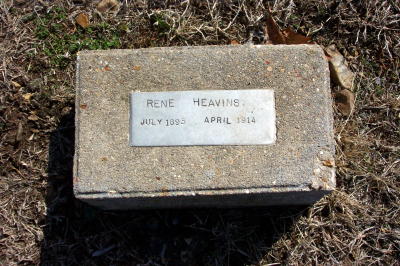 RENE HEAVINS
JULY 1895 APRIL 1914